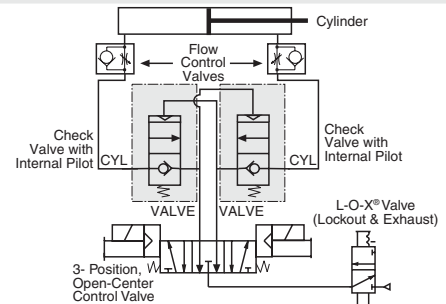 Cylinder
Flow
Control
Valves
Check
Valve with
Internal Pilot
CYL
Check
Valve with
Internal Pilot
CYL
VALVE
VALVE
L-O-X® Valve
(Lockout & Exhaust)
3- Position,
Open-Center
Control Valve